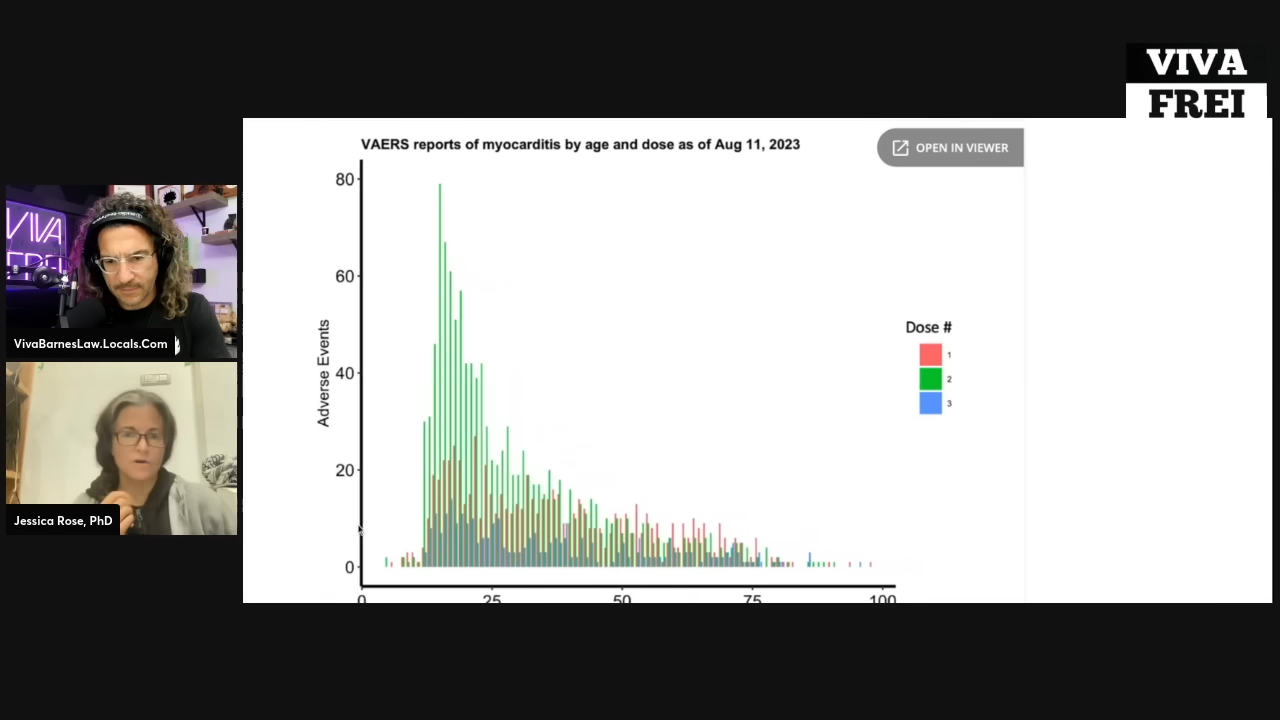 VIVA
FREI
VAERS reports of myocarditis by age and dose as of Aug 11, 2023
OPEN IN VIEWER
80
60
40
20
0
Adverse Events
0 25 50 75 100
Dose #
1
2
3
VIVA
VivaBarnesLaw.Locals.Com
Jessica Rose, PhD